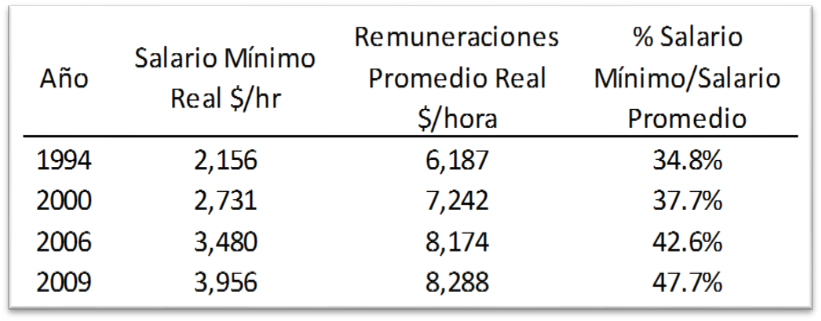 Año Salario Mínimo Real $/hr Remuneraciones Promedio Real $/hora % Salario Mínimo/Salario Promedio
1994 2,156 6,187 34.8%
2000 2,731 7,242 37.7%
2006 3,480 8,174 42.6%
2009 3,956 8,288 47.7%